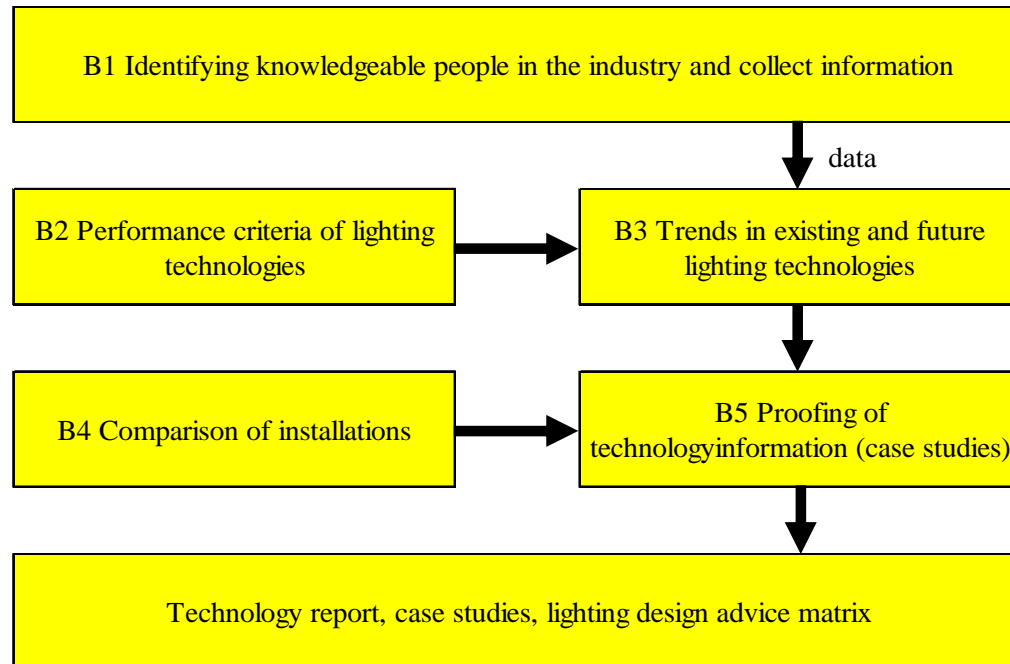 B1 Identifying knowledgeable people in the industry and collect information
data
B2 Performance criteria of lighting
technologies
B3 Trends in existing and future
lighting technologies
B4 Comparison of installations
B5 Proofing of
technologyinformation (case studies)
Technology report, case studies, lighting design advice matrix